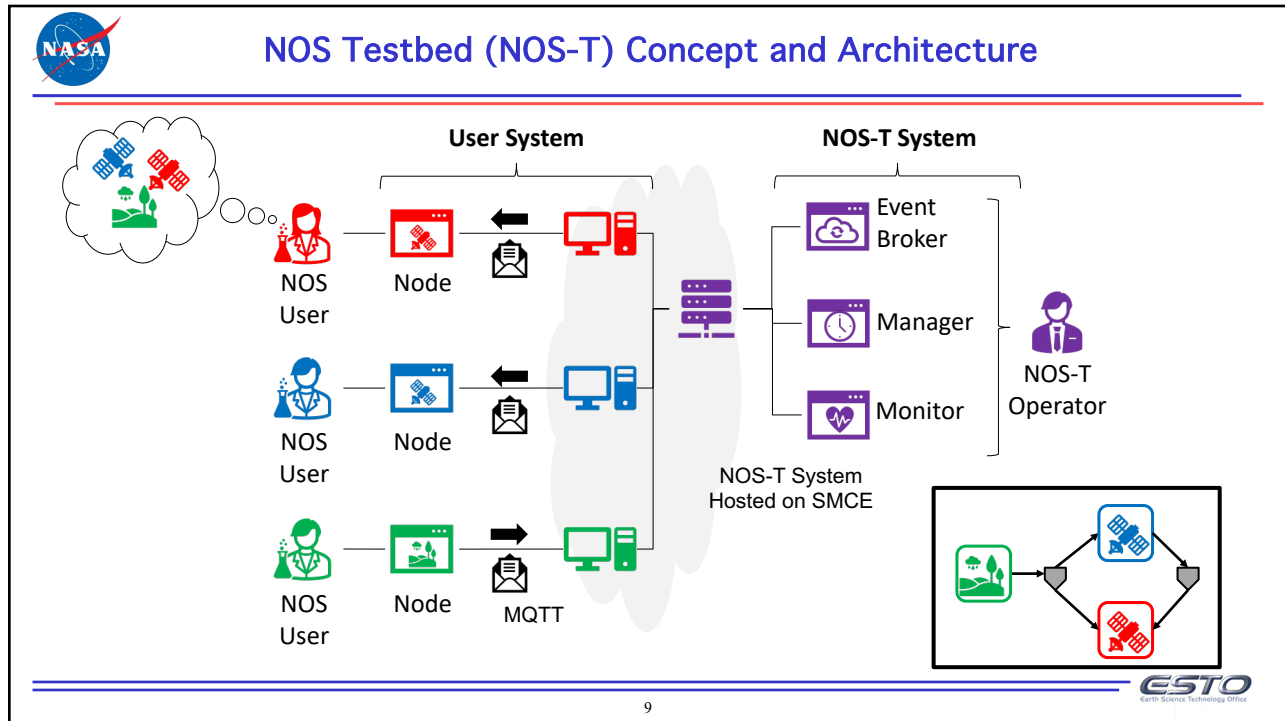 NASA
NOS Testbed (NOS-T) Concept and Architecture
User System
NOS-T System
NOS
User
Node
Event
Broker
NOS
User
Node
Manager
NOS-T
Operator
Monitor
NOS-T System
Hosted on SMCE
NOS
User
Node
MQTT
9
ESTO
Earth Science Technology Office